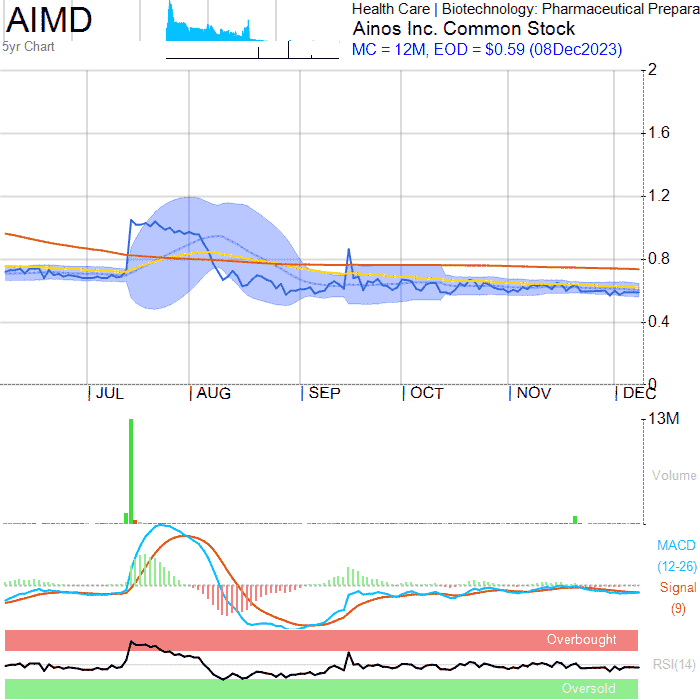 AIMD
5yr Chart
Health Care | Biotechnology: Pharmaceutical Prepara
Ainos Inc. Common Stock
MC = 12M, EOD = $0.59 (08Dec2023)
2
1.6
1.2
0.8
0.4
0
JUL AUG SEP OCT NOV DEC
13M
Volume
MACD
(12-26)
Signal
(9)
Overbought
RSI(14)
Oversold